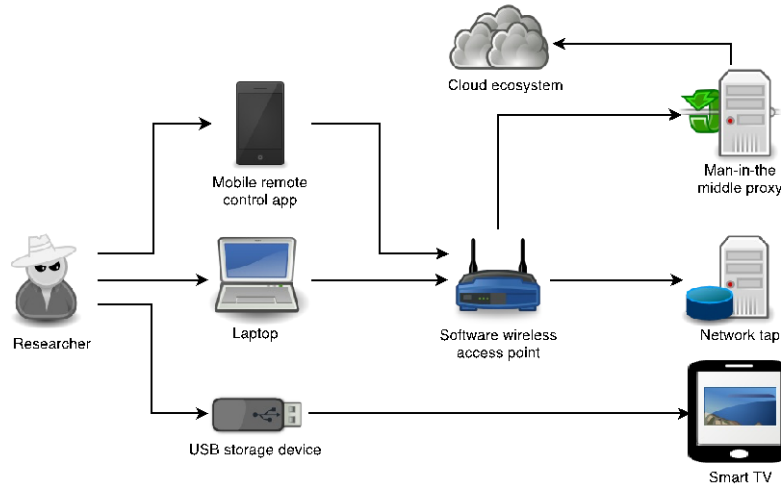 Cloud ecosystem
Mobile remote
control app
Man-in-the
middle proxy
Researcher
Laptop
Software wireless
access point
Network tap
USB storage device
Smart TV